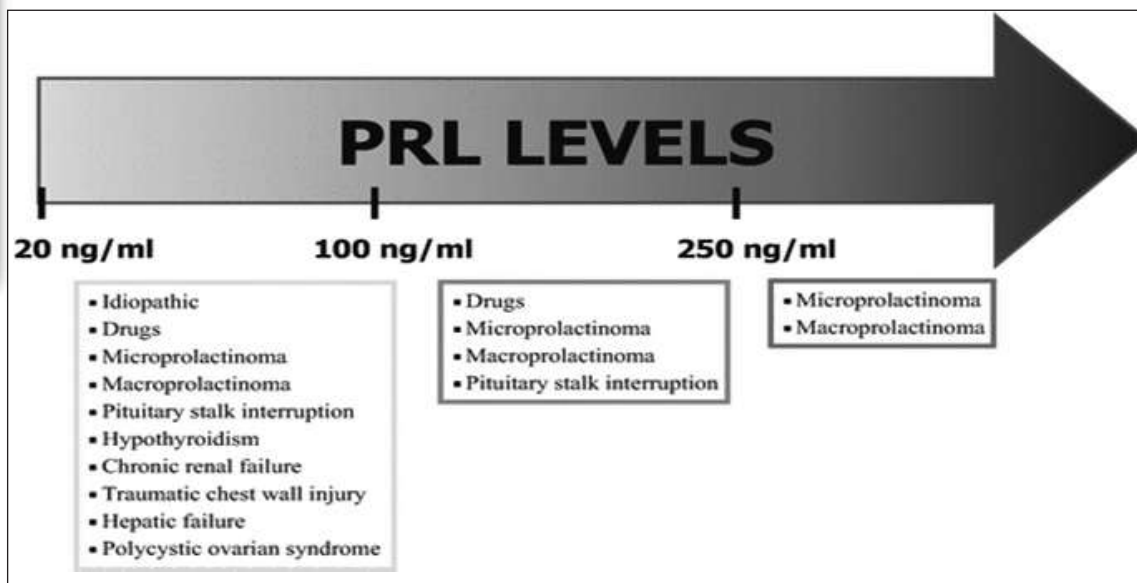 PRL LEVELS
20 ng/ml
100 ng/ml
250 ng/ml
▪ Idiopathic
▪ Drugs
▪ Microprolactinoma
▪ Macroprolactinoma
▪ Pituitary stalk interruption
▪ Hypothyroidism
▪ Chronic renal failure
▪ Traumatic chest wall injury
▪ Hepatic failure
▪ Polycystic ovarian syndrome
▪ Drugs
▪ Microprolactinoma
▪ Macroprolactinoma
▪ Pituitary stalk interruption
▪ Microprolactinoma
▪ Macroprolactinoma